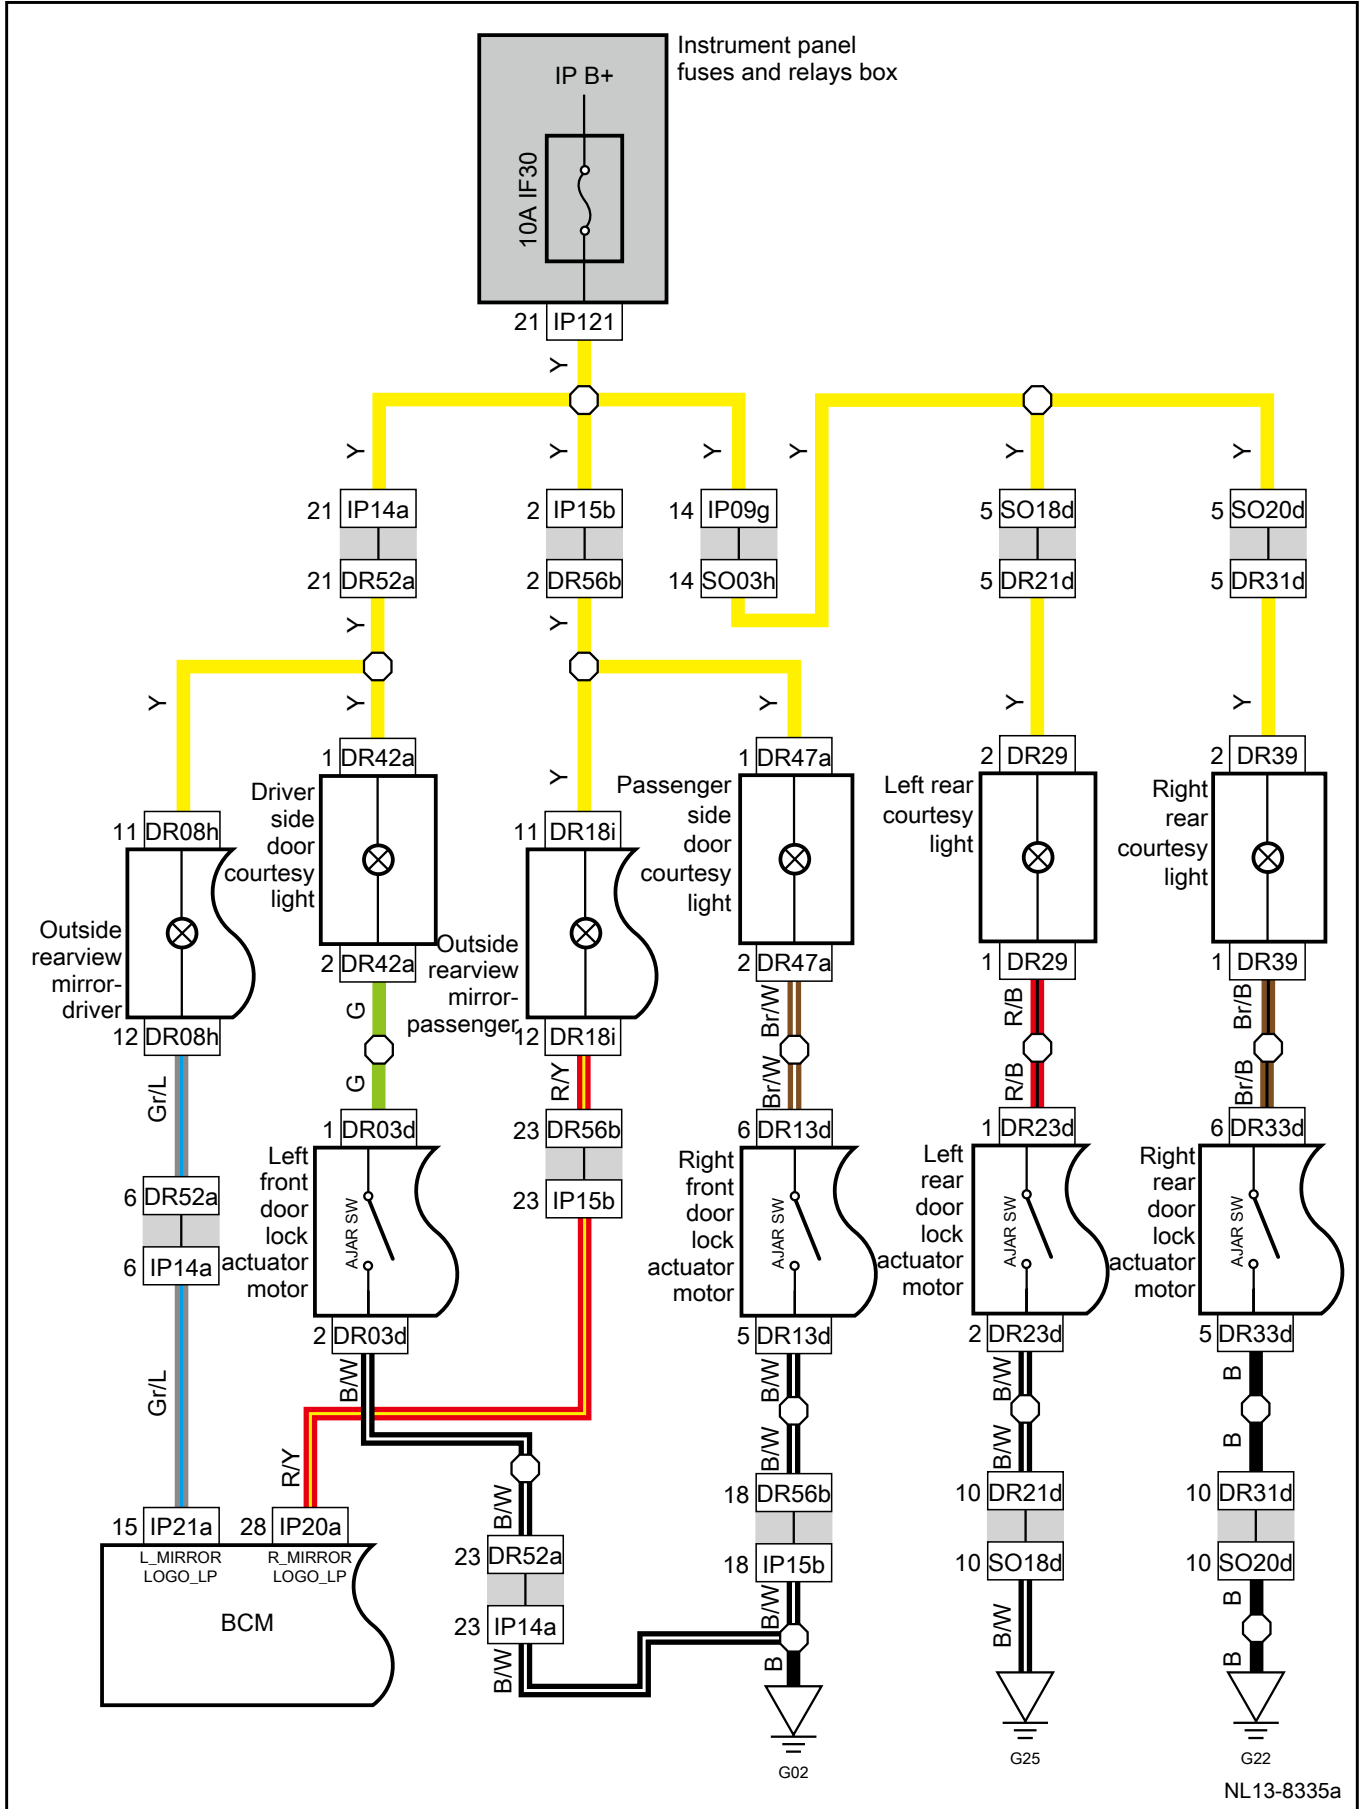 Instrument panel
fuses and relays box
IP B+
10A IF30
21 IP121
Y
Y Y Y Y Y Y
21 IP14a 2 IP15b 14 IP09g 5 SO18d 5 SO20d
21 DR52a 2 DR56b 14 SO03h 5 DR21d 5 DR31d
Y Y
Y Y Y Y Y
1 DR42a 1 DR47a 2 DR29 2 DR39
Y
Driver
side
door
courtesy
light
Passenger
side
door
courtesy
light
Left rear
courtesy
light
Right
rear
courtesy
light
11 DR08h 11 DR18i
Outside
rearview
mirror-
driver
Outside
rearview
mirror-
passenger
2 DR42a 2 DR47a 1 DR29 1 DR39
12 DR08h 12 DR18i
G Br/W R/B Br/B
Gr/L G R/Y Br/W R/B Br/B
1 DR03d 23 DR56b 6 DR13d 1 DR23d 6 DR33d
Left
front
door
lock
actuator
motor
AJAR SW
Right
front
door
lock
actuator
motor
AJAR SW
Left
rear
door
lock
actuator
motor
AJAR SW
Right
rear
door
lock
actuator
motor
AJAR SW
6 DR52a 23 IP15b
6 IP14a
2 DR03d 5 DR13d 2 DR23d 5 DR33d
Gr/L B/W B/W B/W B
R/Y B/W B/W B
B/W
18 DR56b 10 DR21d 10 DR31d
15 IP21a 28 IP20a
L_MIRROR
LOGO_LP
R_MIRROR
LOGO_LP
BCM
23 DR52a 18 IP15b 10 SO18d 10 SO20d
23 IP14a
B/W B/W B/W B
B B
G02 G25 G22
NL13-8335a